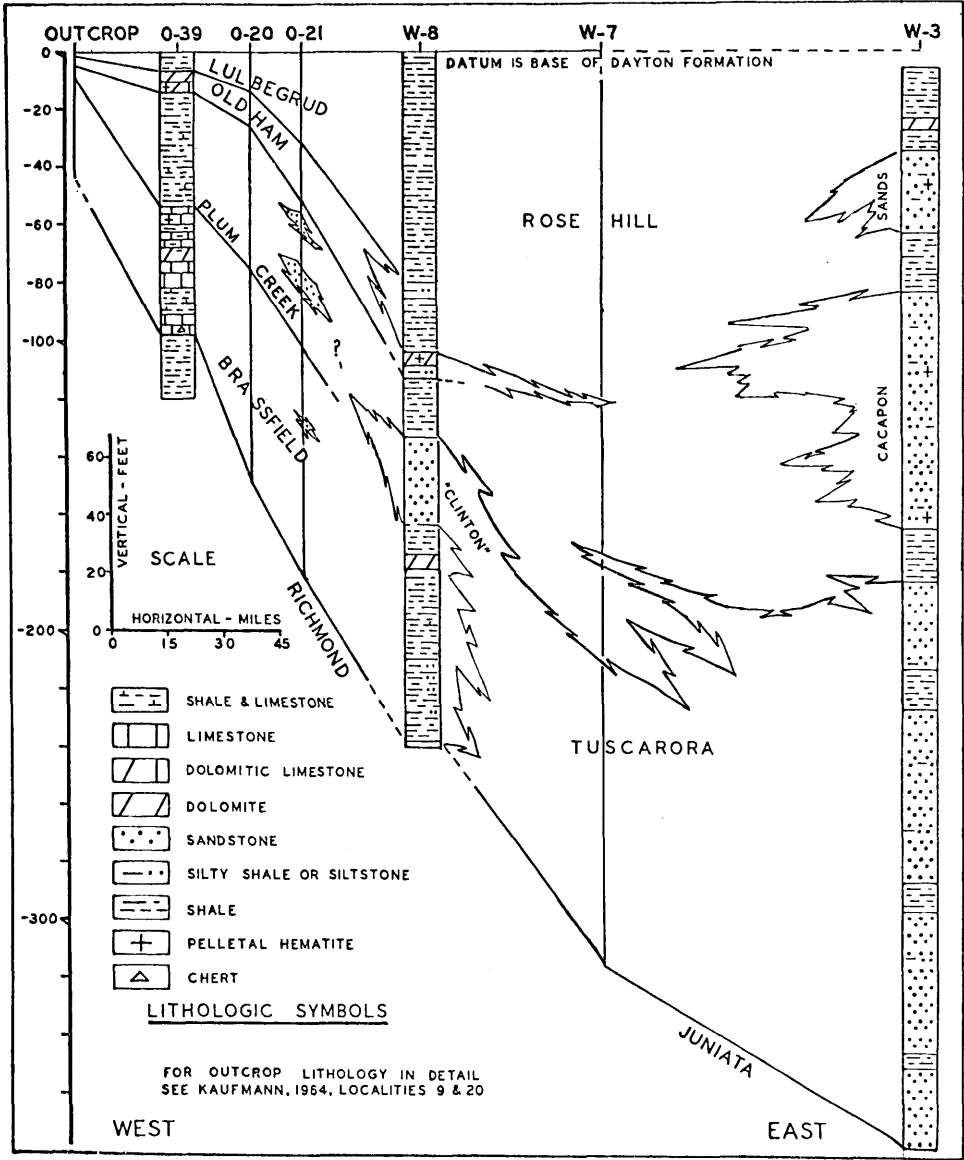 OUTCROP O-39 O-20 O-21 W-8 W-7 W-3
DATUM IS BASE OF DAYTON FORMATION
0
-20
-40
-60
-80
-100
-200
-300
LULBEGRUD
OLDHAM
PLUM
CREEK
BRASSFIELD
?
RICHMOND
"CLINTON"
ROSE HILL
SANDS
CACAPON
TUSCARORA
JUNIATA
60
40
20
0
VERTICAL - FEET
SCALE
HORIZONTAL - MILES
0 15 30 45
SHALE & LIMESTONE
LIMESTONE
DOLOMITIC LIMESTONE
DOLOMITE
SANDSTONE
SILTY SHALE OR SILTSTONE
SHALE
PELLETAL HEMATITE
CHERT
LITHOLOGIC SYMBOLS
FOR OUTCROP LITHOLOGY IN DETAIL
SEE KAUFMANN, 1964, LOCALITIES 9 & 20
WEST EAST